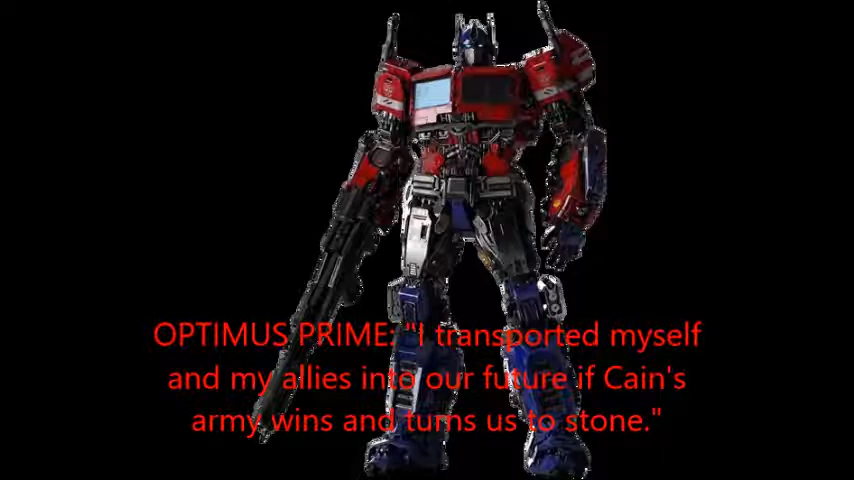 OPTIMUS PRIME: "I transported myself
and my allies into our future if Cain's
army wins and turns us to stone."